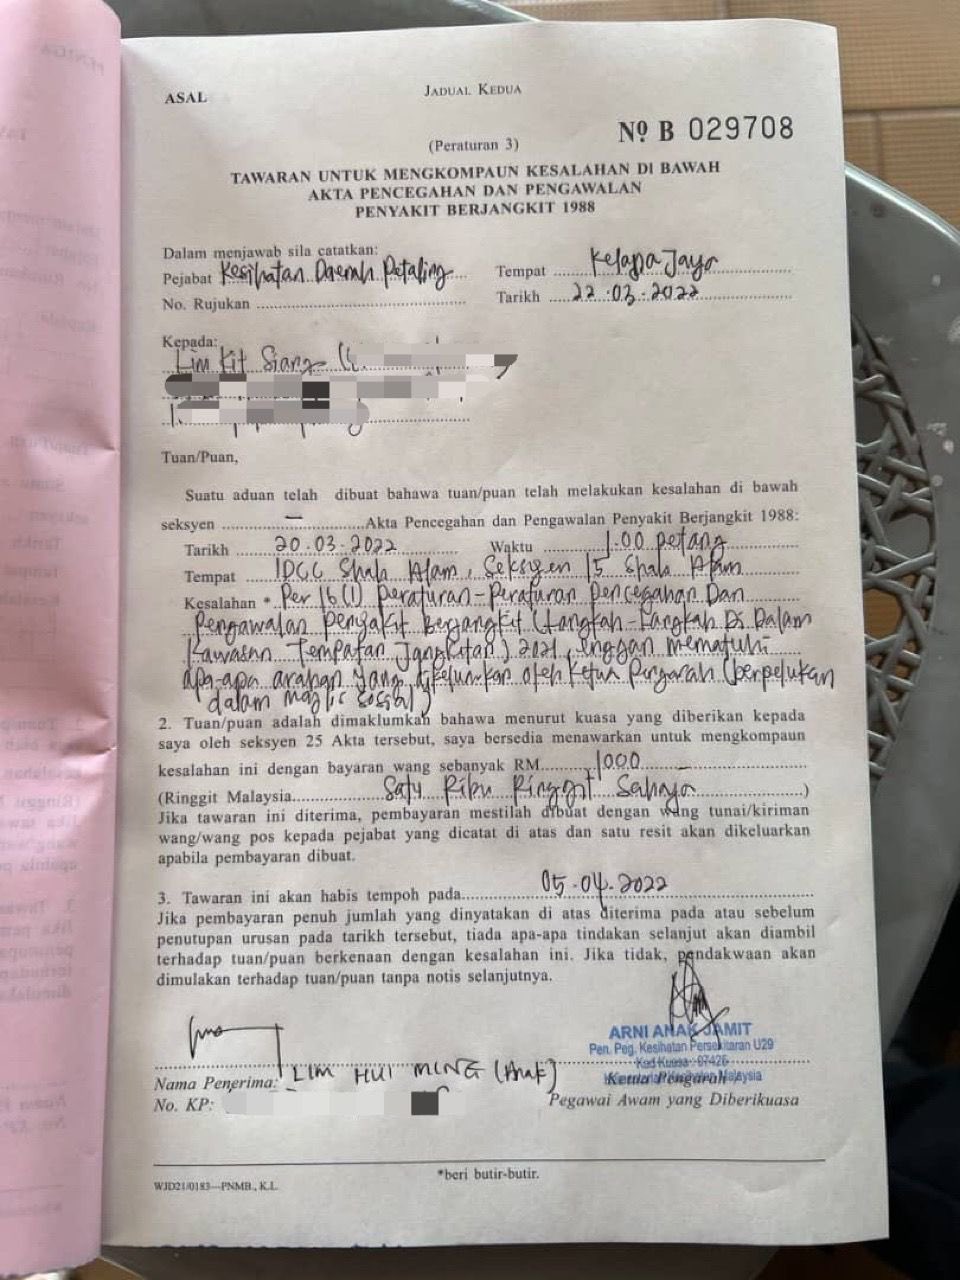 ASAL
JADUAL KEDUA
Nº B 029708
(Peraturan 3)
TAWARAN UNTUK MENGKOMPAUN KESALAHAN DI BAWAH
AKTA PENCEGAHAN DAN PENGAWALAN
PENYAKIT BERJANGKIT 1988
Dalam menjawab sila catatkan:
Pejabat Kesihatan Daerah Petaling
Tempat Kelapa Jaya
No. Rujukan
Tarikh 22.03.2022
Kepada:
Lim Kit Siang
Tuan/Puan,
Suatu aduan telah dibuat bahawa tuan/puan telah melakukan kesalahan di bawah
seksyen – Akta Pencegahan dan Pengawalan Penyakit Berjangkit 1988:
Tarikh 20.03.2022 Waktu 1.00 petang
Tempat IDCC Shah Alam, Seksyen 15 Shah Alam
Kesalahan * Per 16(1) Peraturan-Peraturan Pencegahan Dan
Pengawalan Penyakit Berjangkit (Langkah-Langkah Di Dalam
Kawasan Tempatan Jangkitan) 2021, enggan mematuhi
apa-apa arahan yang dikeluarkan oleh Ketua Pengarah (berpelukan
dalam majlis sosial)
2. Tuan/puan adalah dimaklumkan bahawa menurut kuasa yang diberikan kepada
saya oleh seksyen 25 Akta tersebut, saya bersedia menawarkan untuk mengkompaun
kesalahan ini dengan bayaran wang sebanyak RM 1000
(Ringgit Malaysia Satu Ribu Ringgit Sahaja)
Jika tawaran ini diterima, pembayaran mestilah dibuat dengan wang tunai/kiriman
wang/wang pos kepada pejabat yang dicatat di atas dan satu resit akan dikeluarkan
apabila pembayaran dibuat.
3. Tawaran ini akan habis tempoh pada 05.04.2022
Jika pembayaran penuh jumlah yang dinyatakan di atas diterima pada atau sebelum
penutupan urusan pada tarikh tersebut, tiada apa-apa tindakan selanjut akan diambil
terhadap tuan/puan berkenaan dengan kesalahan ini. Jika tidak, pendakwaan akan
dimulakan terhadap tuan/puan tanpa notis selanjutnya.
ARNI ANAK JAMIT
Pen. Peg. Kesihatan Persekitaran U29
Kad Kuasa
Kementerian Kesihatan Malaysia
Nama Penerima: LIM HUI MING (Anak)
Ketua Pengarah
No. KP:
Pegawai Awam yang Diberikuasa
*beri butir-butir.
WJD21/0183—PNMB., K.L.